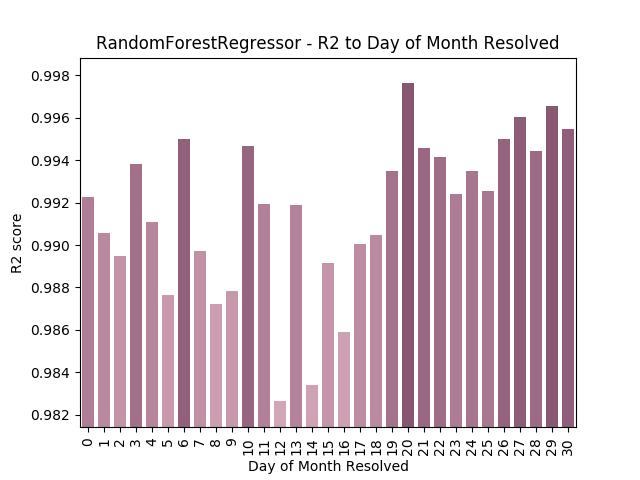 RandomForestRegressor - R2 to Day of Month Resolved
0.998
0.996
0.994
0.992
0.990
0.988
0.986
0.984
0.982
R2 score
0 1 2 3 4 5 6 7 8 9 10 11 12 13 14 15 16 17 18 19 20 21 22 23 24 25 26 27 28 29 30
Day of Month Resolved